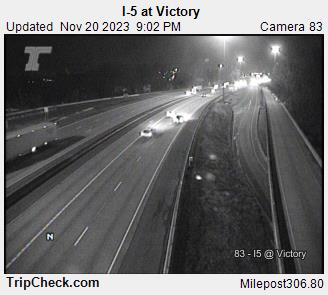 I-5 at Victory
Updated Nov 20 2023 9:02 PM Camera 83
T
N
83 - I5 @ Victory
TripCheck.com Milepost306.80